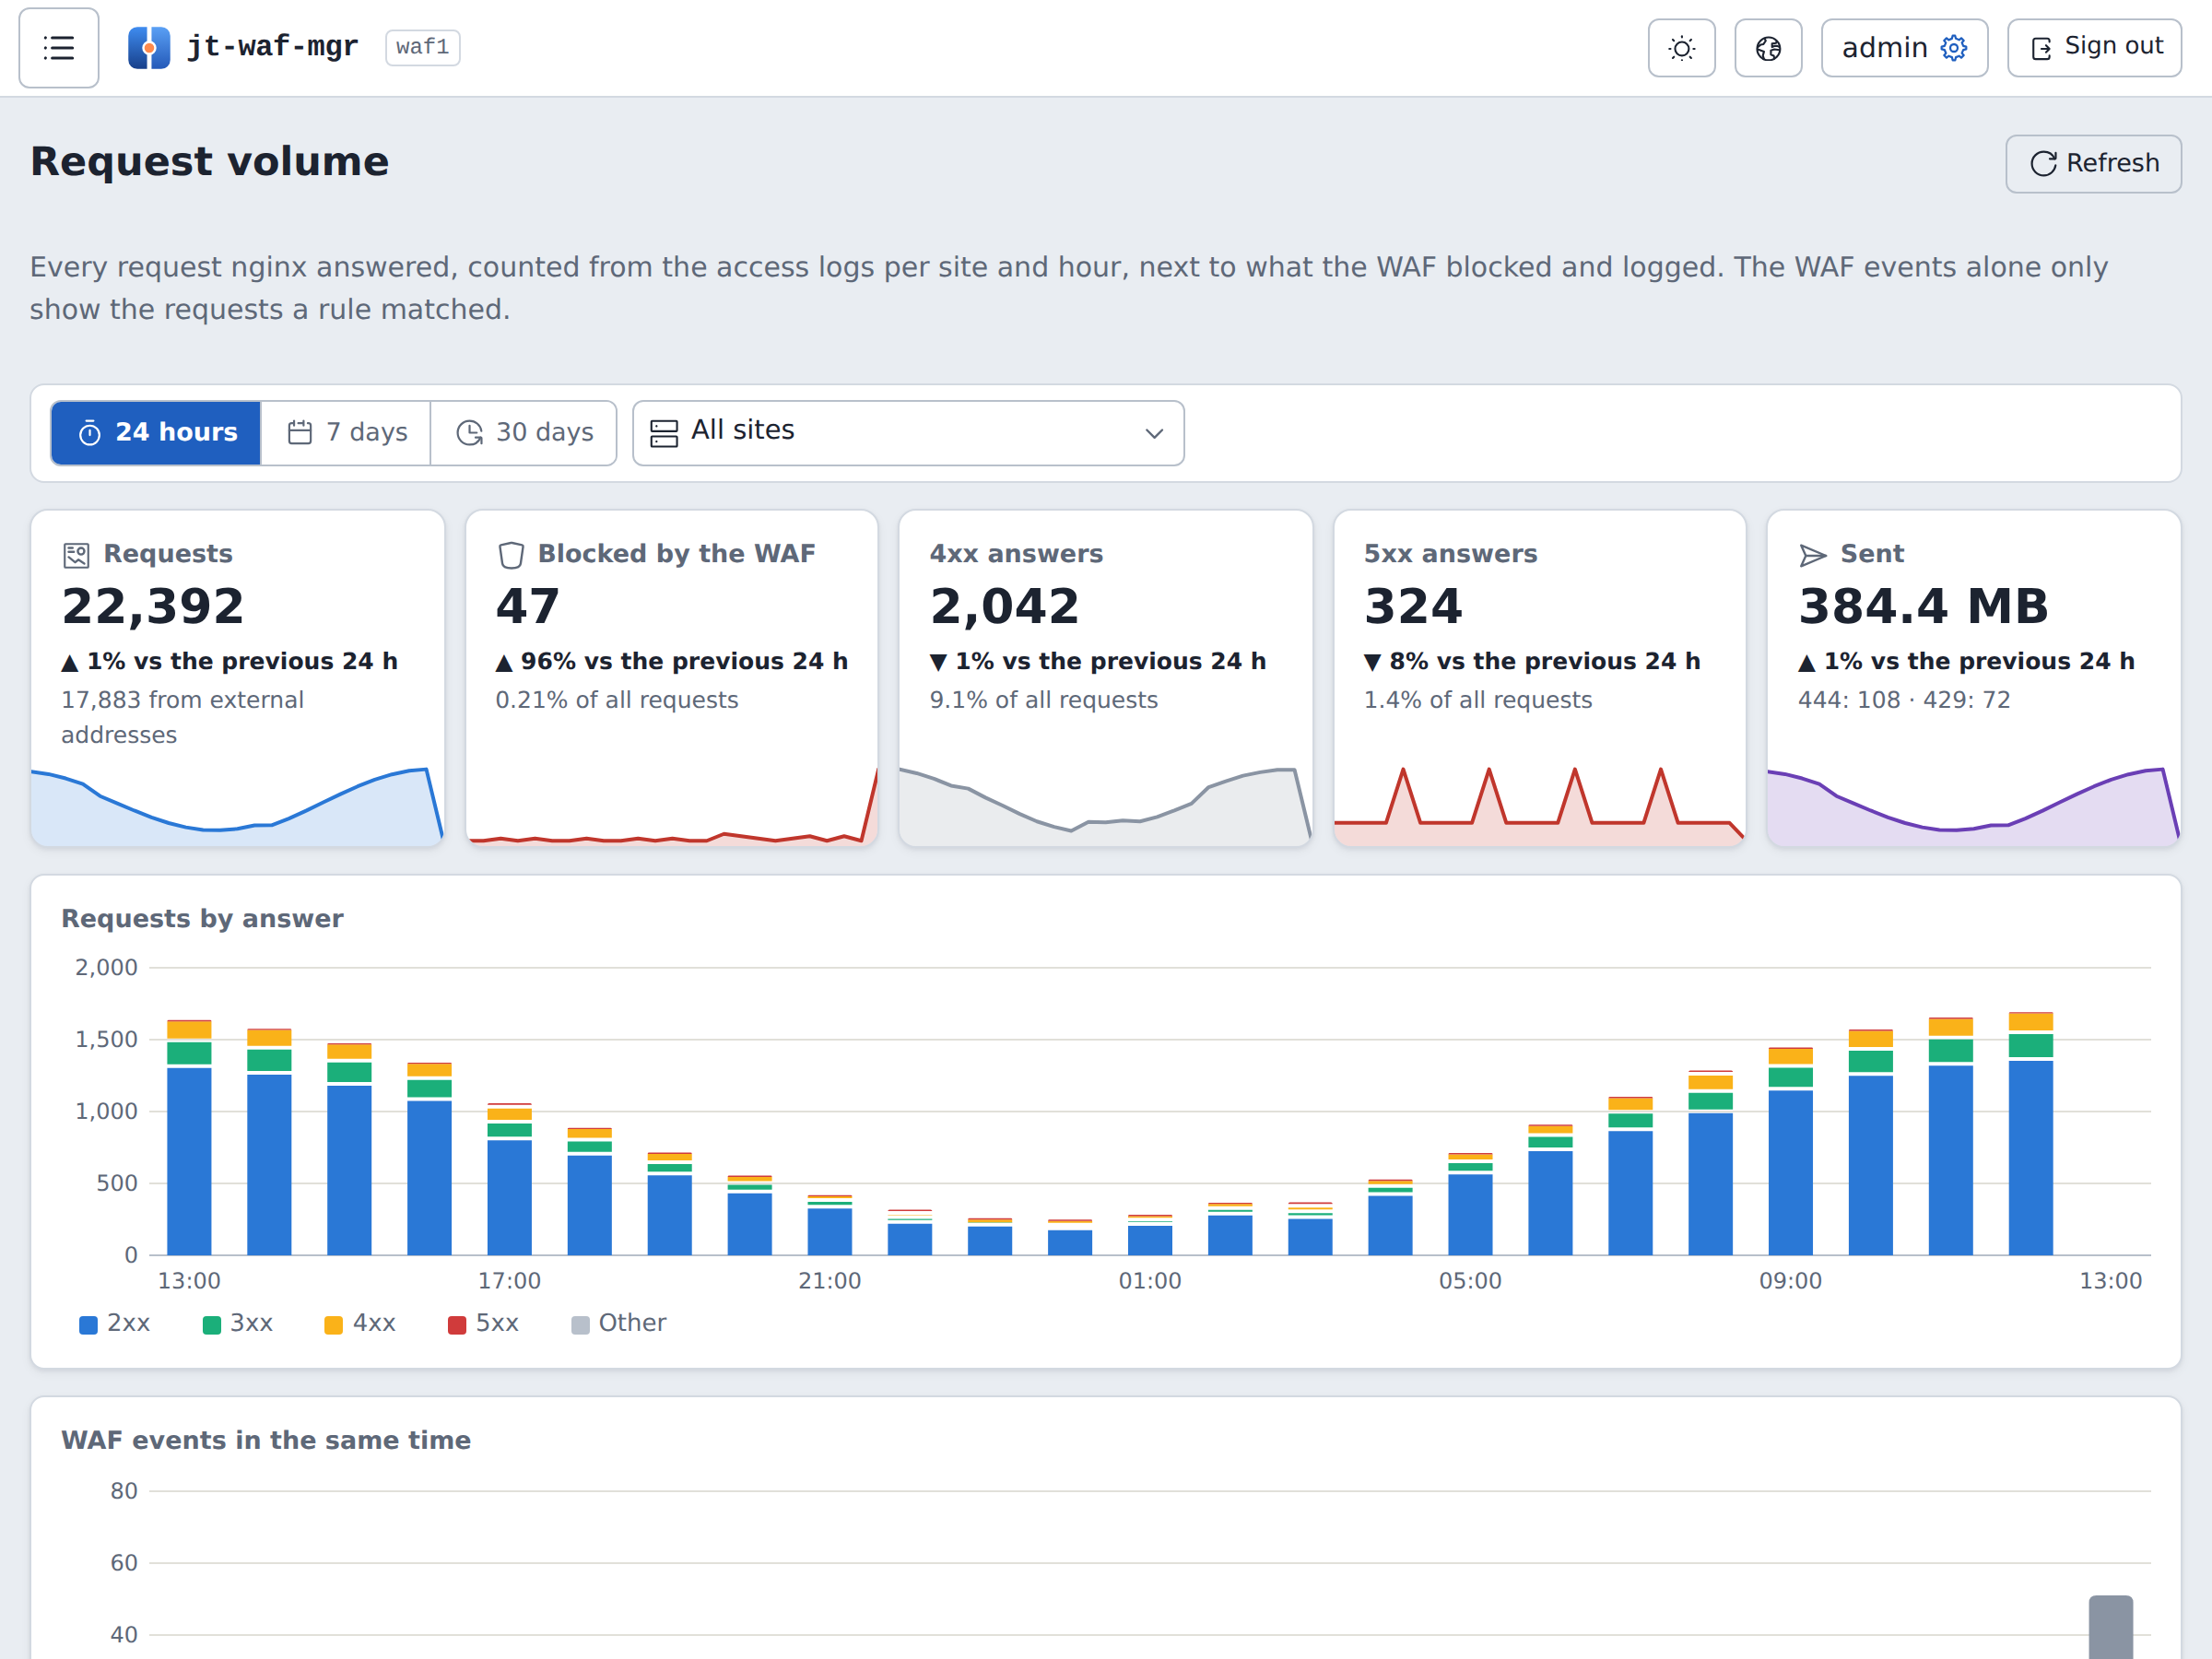 jt-waf-mgr waf1 admin Sign out
Request volume
Refresh
Every request nginx answered, counted from the access logs per site and hour, next to what the WAF blocked and logged. The WAF events alone only
show the requests a rule matched.
24 hours 7 days 30 days All sites
Requests
22,392
▲ 1% vs the previous 24 h
17,883 from external
addresses
Blocked by the WAF
47
▲ 96% vs the previous 24 h
0.21% of all requests
4xx answers
2,042
▼ 1% vs the previous 24 h
9.1% of all requests
5xx answers
324
▼ 8% vs the previous 24 h
1.4% of all requests
Sent
384.4 MB
▲ 1% vs the previous 24 h
444: 108 · 429: 72
Requests by answer
2,000
1,500
1,000
500
0
13:00 17:00 21:00 01:00 05:00 09:00 13:00
2xx 3xx 4xx 5xx Other
WAF events in the same time
80
60
40